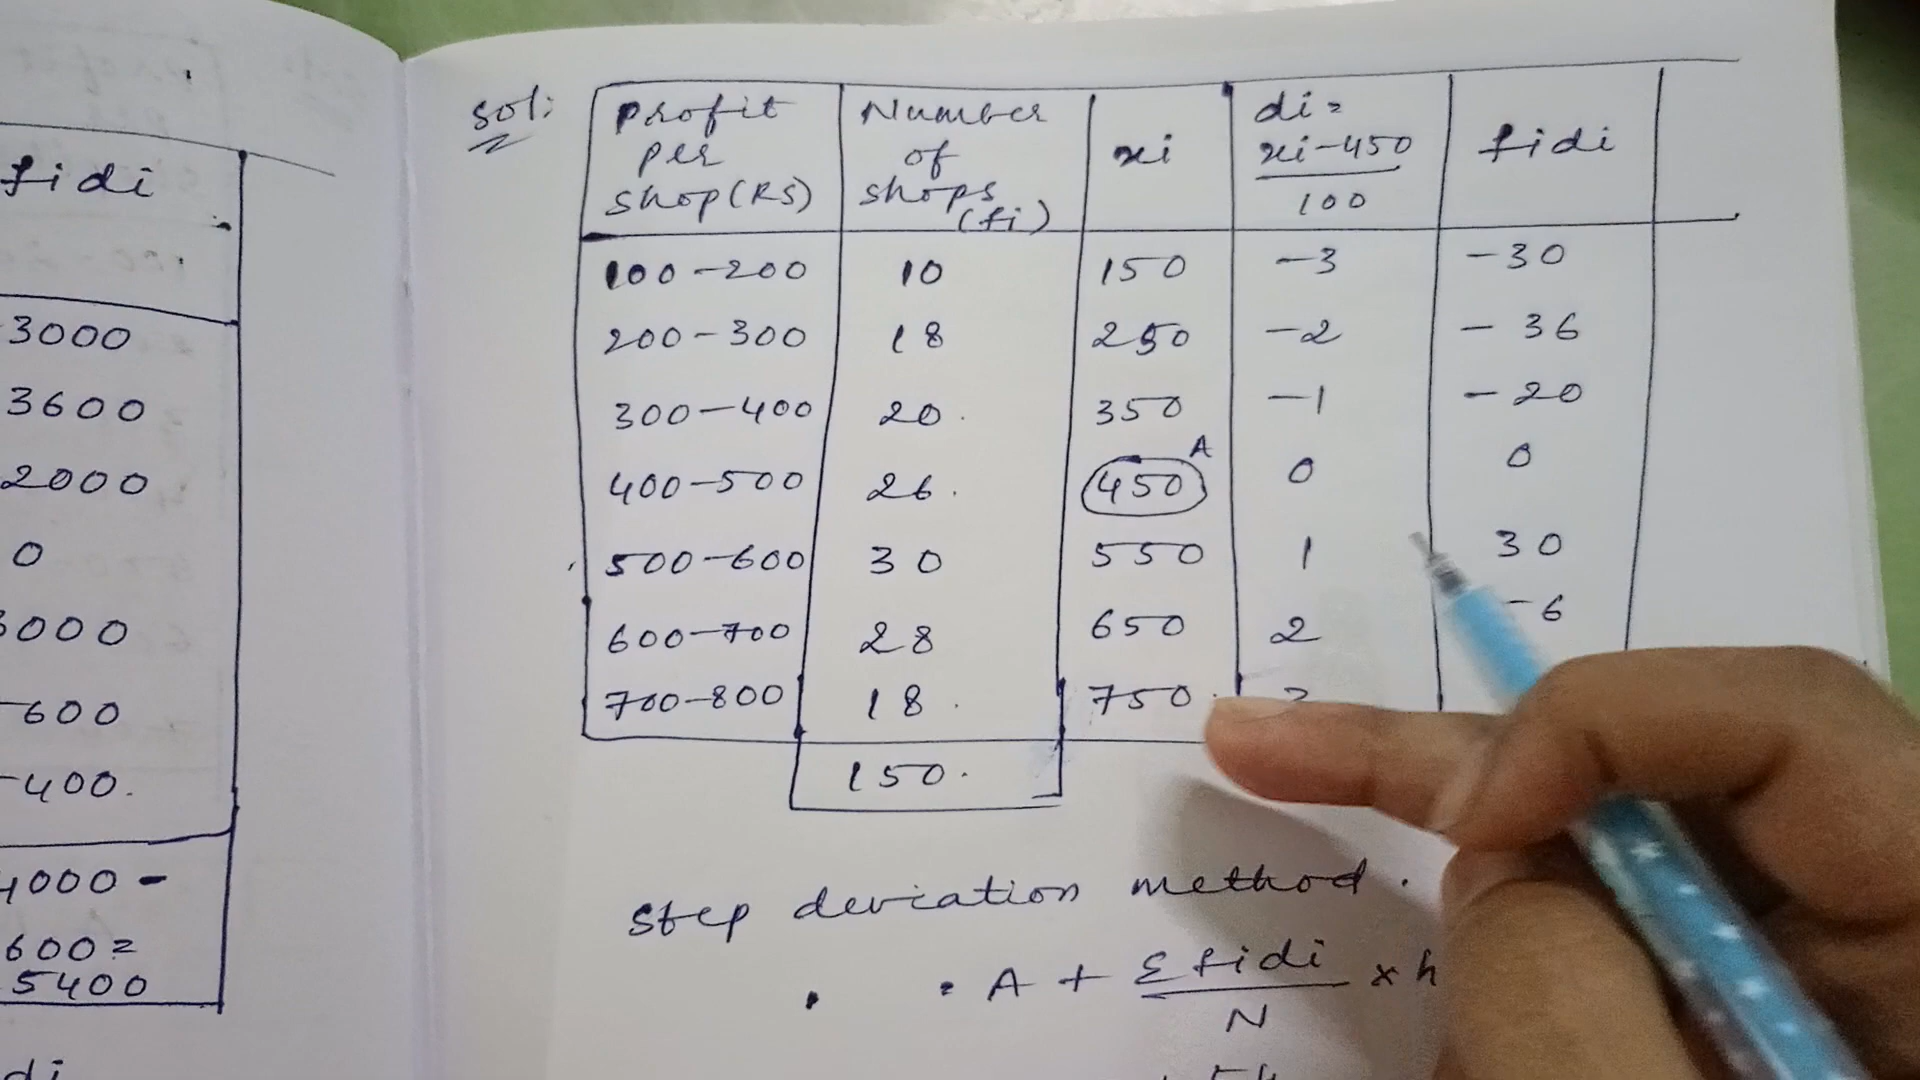 fidi
3000
3600
2000
0
3000
600
400.
4000 -
600=
5400
di
Sol:
Profit per shop (RS)
Number of shops (fi)
xi
di = xi-450 / 100
fidi
100-200 10 150 -3 -30
200-300 18 250 -2 -36
300-400 20. 350 -1 -20
A
400-500 26. 450 0 0
500-600 30 550 1 30
600-700 28 650 2
700-800 18. 750.
150.
Step deviation method.
A + Σfidi / N × h